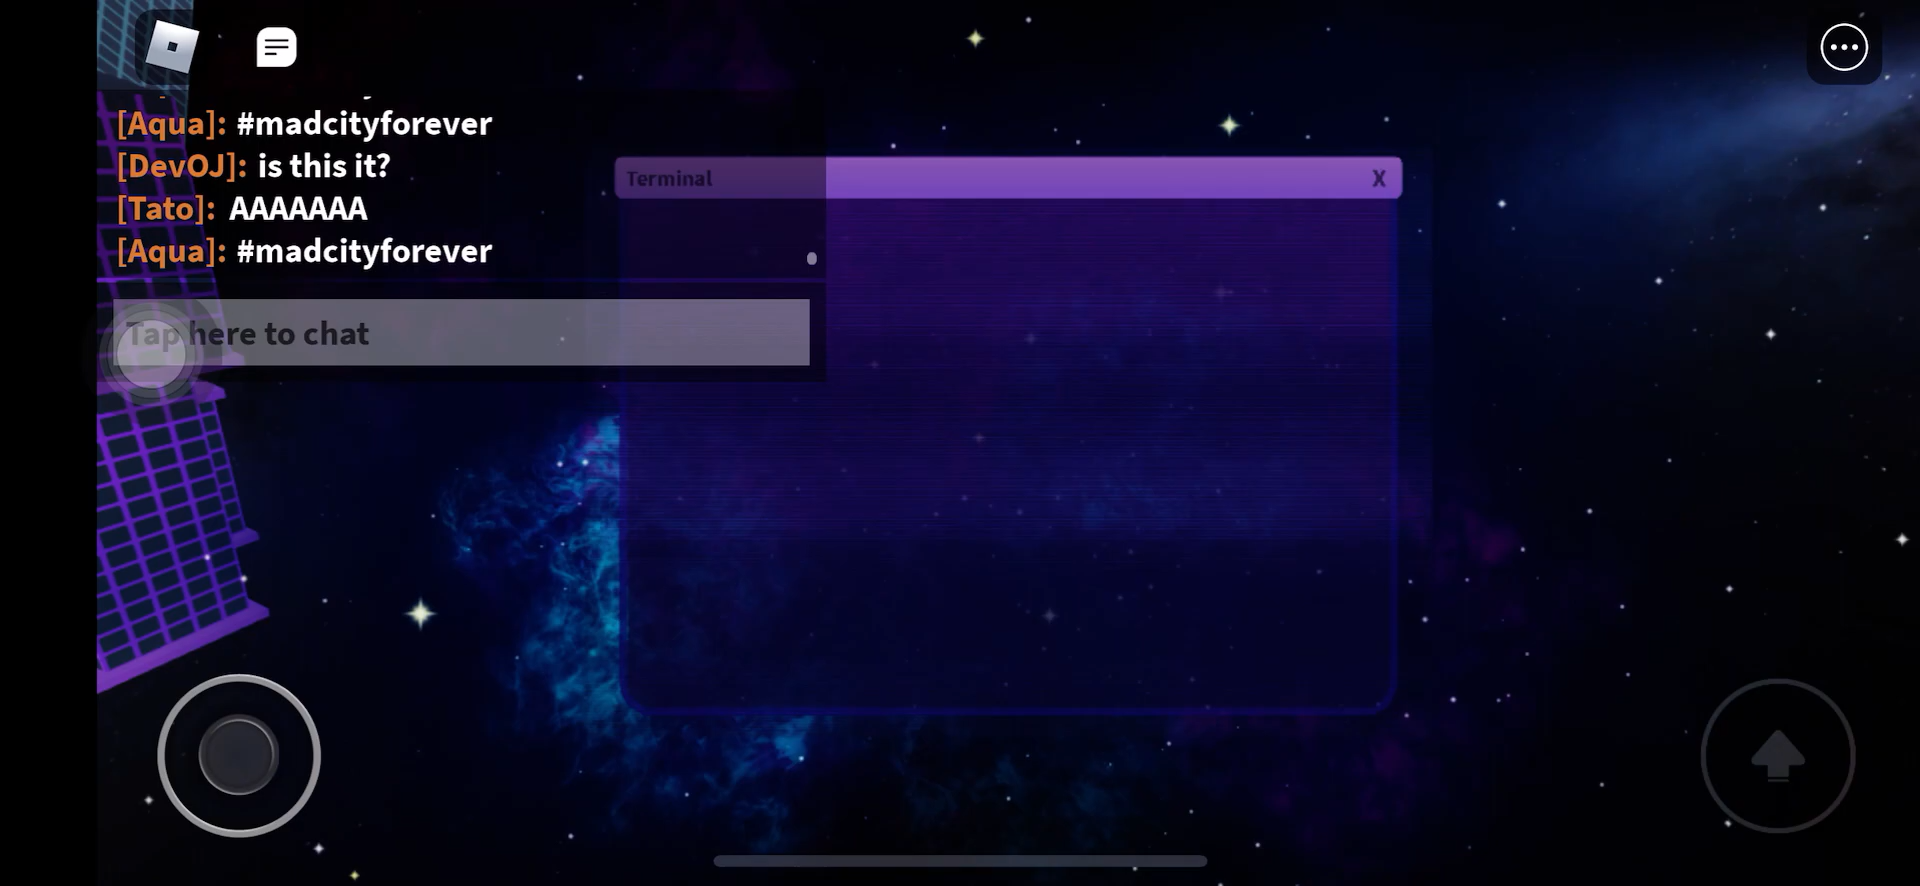 [Aqua]: #madcityforever
[DevOJ]: is this it?
[Tato]: AAAAAAA
[Aqua]: #madcityforever
Tap here to chat
Terminal
X